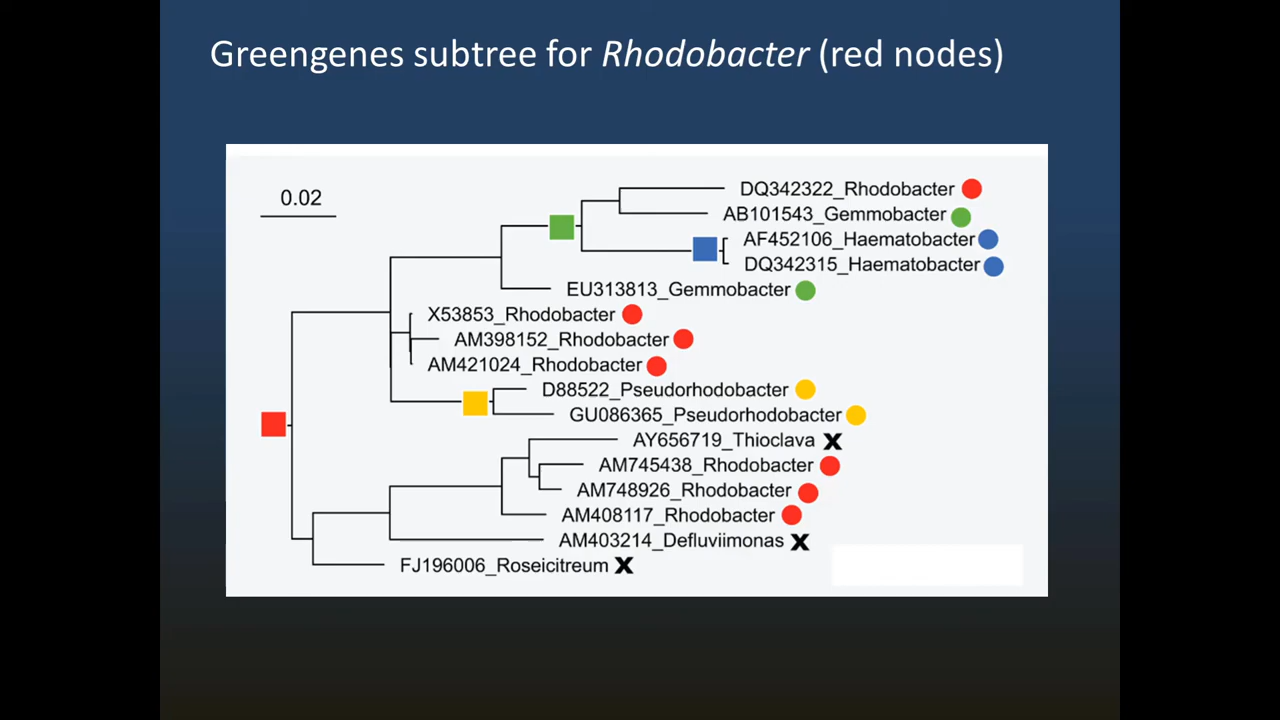 Greengenes subtree for Rhodobacter (red nodes)
0.02
DQ342322_Rhodobacter
AB101543_Gemmobacter
AF452106_Haematobacter
DQ342315_Haematobacter
EU313813_Gemmobacter
X53853_Rhodobacter
AM398152_Rhodobacter
AM421024_Rhodobacter
D88522_Pseudorhodobacter
GU086365_Pseudorhodobacter
AY656719_Thioclava X
AM745438_Rhodobacter
AM748926_Rhodobacter
AM408117_Rhodobacter
AM403214_Defluviimonas X
FJ196006_Roseicitreum X